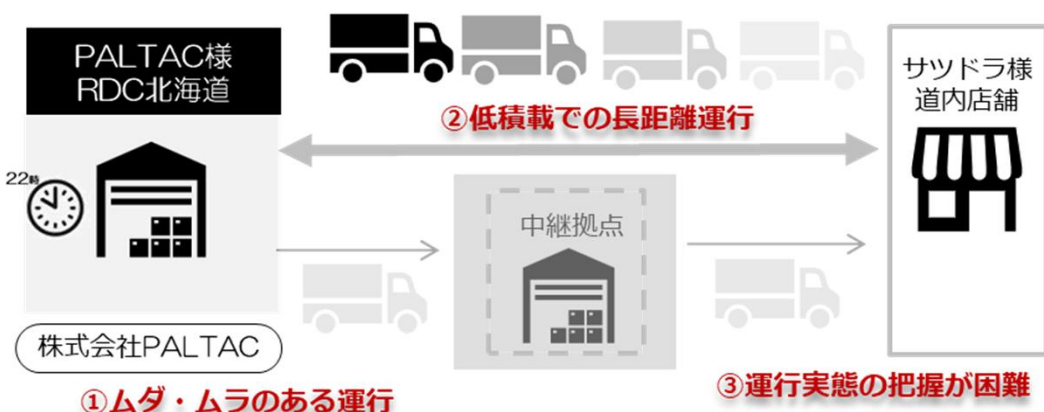 PALTAC様
RDC北海道
22時
株式会社PALTAC
①ムダ・ムラのある運行
②低積載での長距離運行
中継拠点
サツドラ様
道内店舗
③運行実態の把握が困難